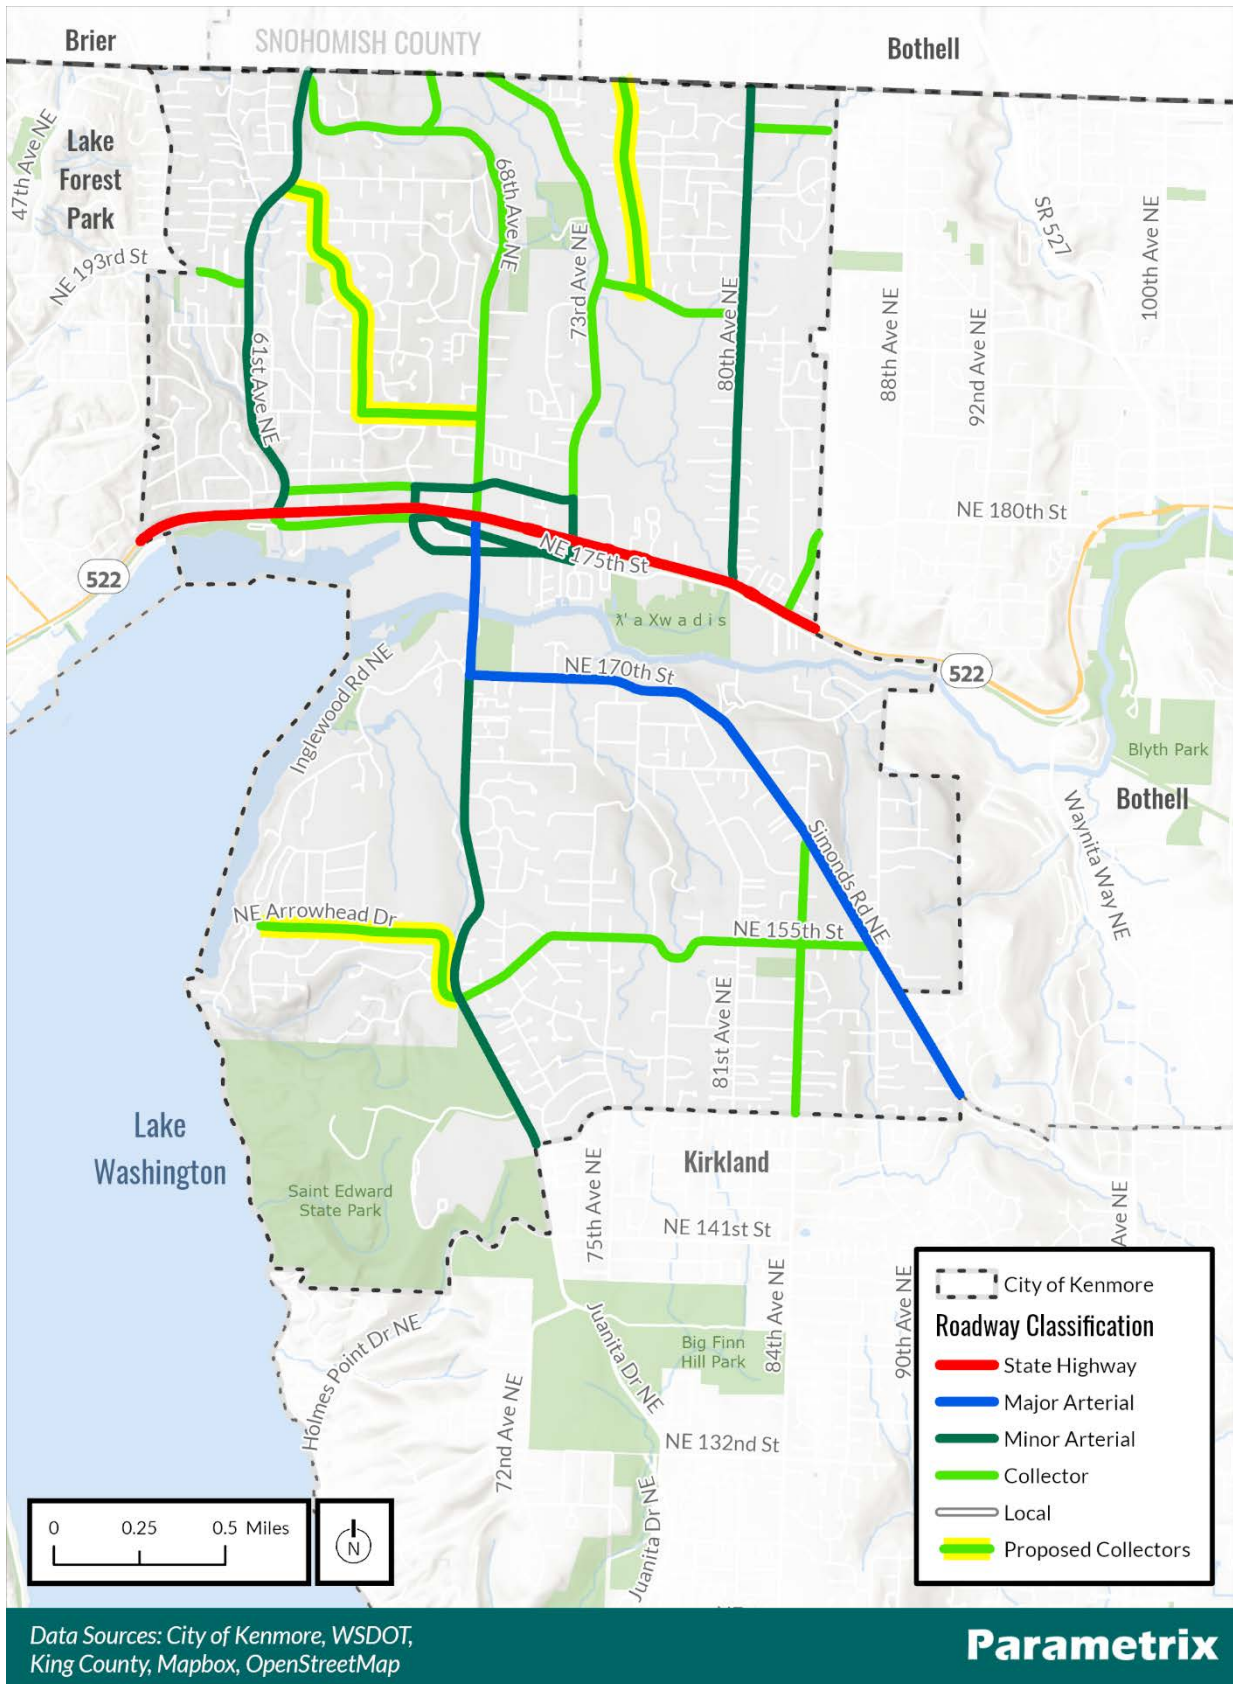 Brier
SNOHOMISH COUNTY
Bothell
47th Ave NE
Lake
Forest
Park
68th Ave NE
SR 527
100th Ave NE
NE 193rd St
73rd Ave NE
80th Ave NE
88th Ave NE
92nd Ave NE
61st Ave NE
NE 180th St
NE 175th St
522
ƛ' a Xw a d i s
NE 170th St
522
Inglewood Rd NE
Blyth Park
Bothell
Waynita Way NE
Simonds Rd NE
NE Arrowhead Dr
NE 155th St
81st Ave NE
Lake
Washington
Kirkland
Saint Edward
State Park
75th Ave NE
NE 141st St
Ave NE
84th Ave NE
90th Ave NE
Holmes Point Dr NE
Juanita Dr NE
Big Finn
Hill Park
72nd Ave NE
NE 132nd St
Juanita Dr NE
City of Kenmore
Roadway Classification
State Highway
Major Arterial
Minor Arterial
Collector
Local
Proposed Collectors
0 0.25 0.5 Miles
N
Data Sources: City of Kenmore, WSDOT,
King County, Mapbox, OpenStreetMap
Parametrix